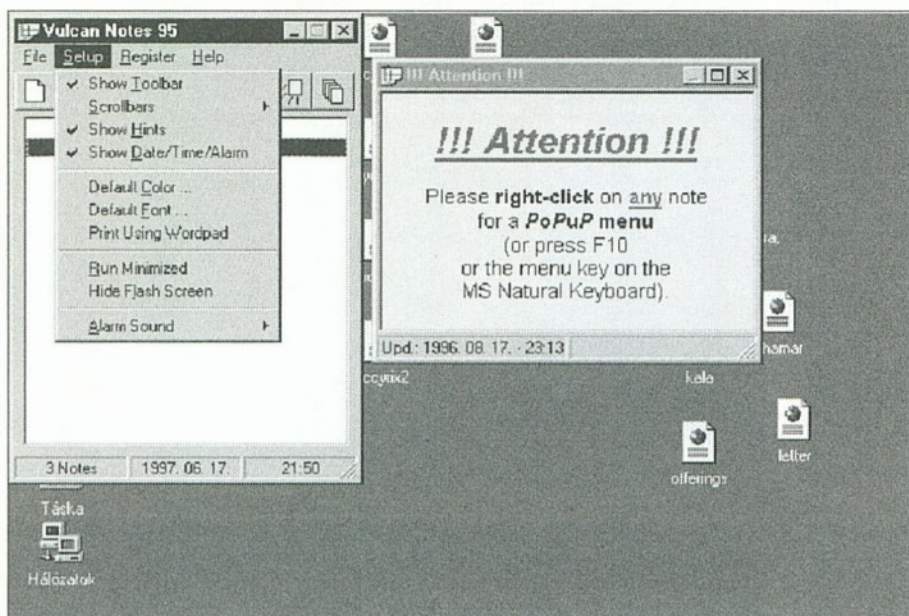 Vulcan Notes 95
File Setup Register Help
Show Toolbar
Scrollbars
Show Hints
Show Date/Time/Alarm
Default Color ...
Default Font ...
Print Using Wordpad
Run Minimized
Hide Flash Screen
Alarm Sound
3 Notes 1997. 06. 17. 21:50
!!! Attention !!!
!!! Attention !!!
Please right-click on any note
for a PoPuP menu
(or press F10
or the menu key on the
MS Natural Keyboard).
Upd.: 1996. 08. 17. - 23:13
ccyrix2
kala
hamar
offerings
letter
Táska
Hálózatok